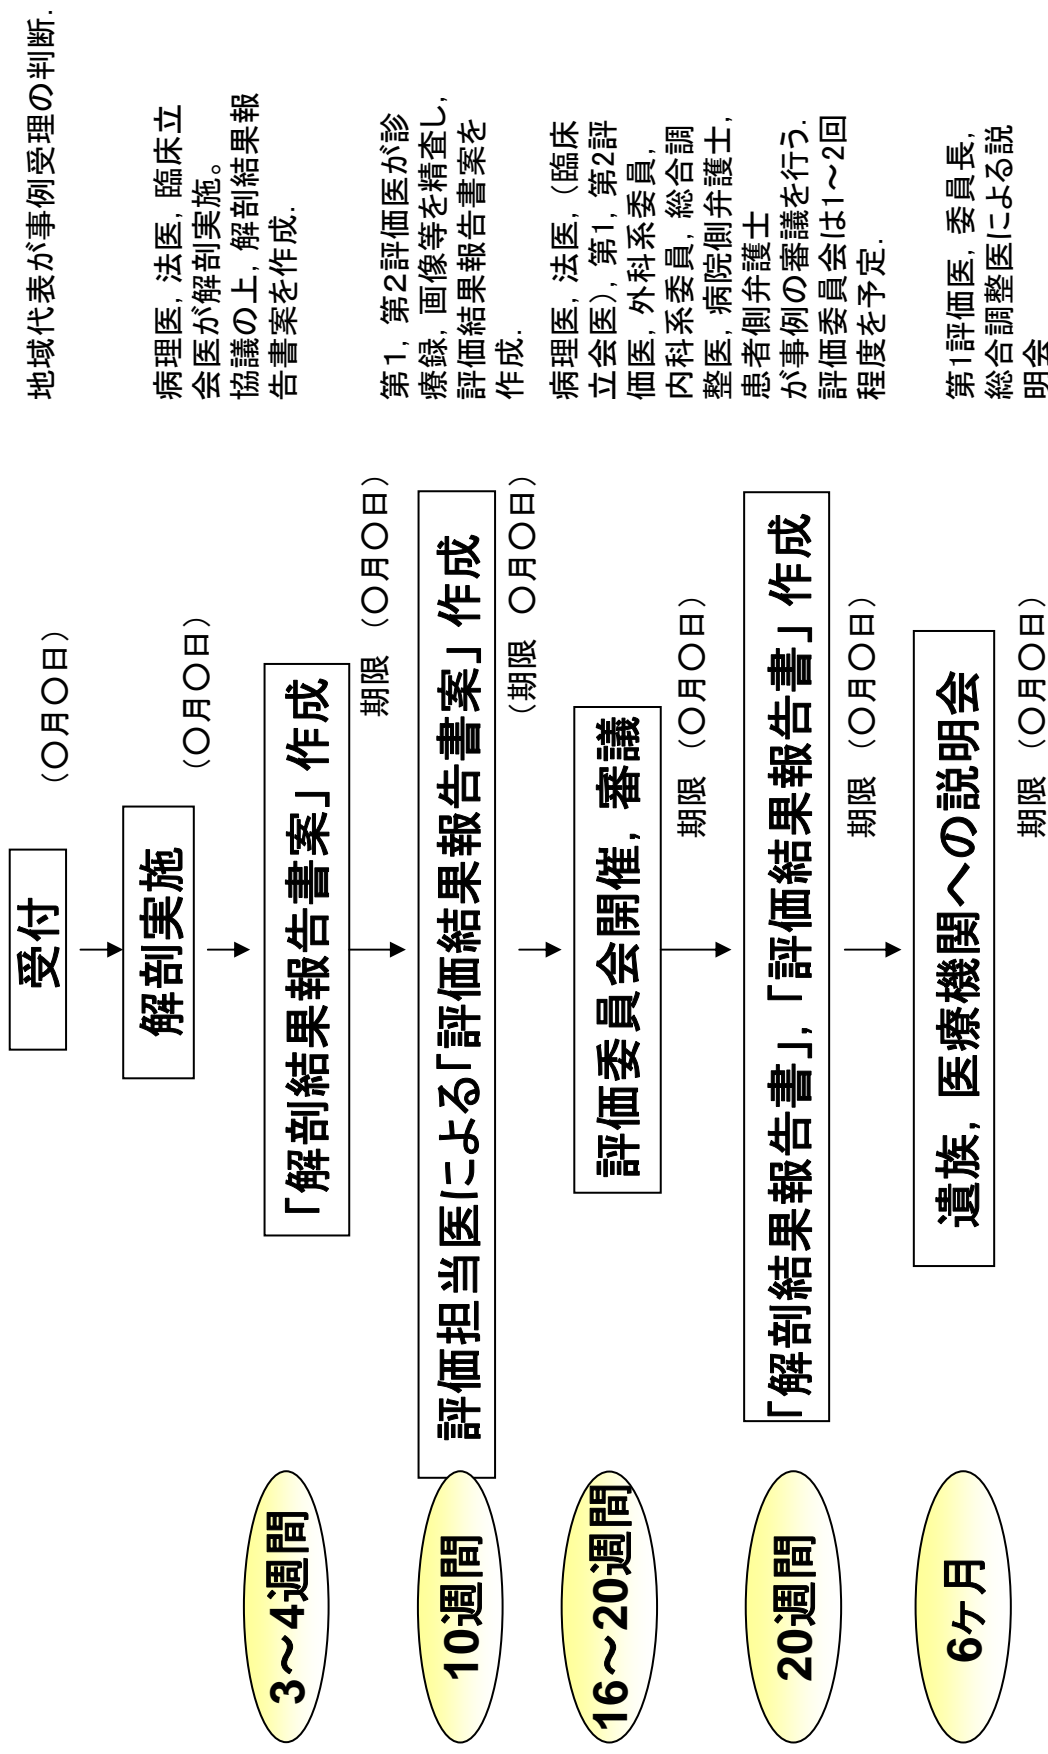 受付
(〇月〇日)
地域代表が事例受理の判断.
解剖実施
(〇月〇日)
病理医, 法医, 臨床立
会医が解剖実施。
協議の上, 解剖結果報
告書案を作成.
3～4週間
「解剖結果報告書案」作成
期限 (〇月〇日)
10週間
評価担当医による「評価結果報告書案」作成
(期限 〇月〇日)
第1, 第2評価医が診
療録, 画像等を精査し,
評価結果報告書案を
作成.
16～20週間
評価委員会開催, 審議
期限 (〇月〇日)
病理医, 法医, (臨床
立会医), 第1, 第2評
価医, 外科系委員,
内科系委員, 総合調
整医, 病院側弁護士,
患者側弁護士
が事例の審議を行う.
評価委員会は1～2回
程度を予定.
20週間
「解剖結果報告書」, 「評価結果報告書」作成
期限 (〇月〇日)
6ヶ月
遺族, 医療機関への説明会
期限 (〇月〇日)
第1評価医, 委員長,
総合調整医による説
明会